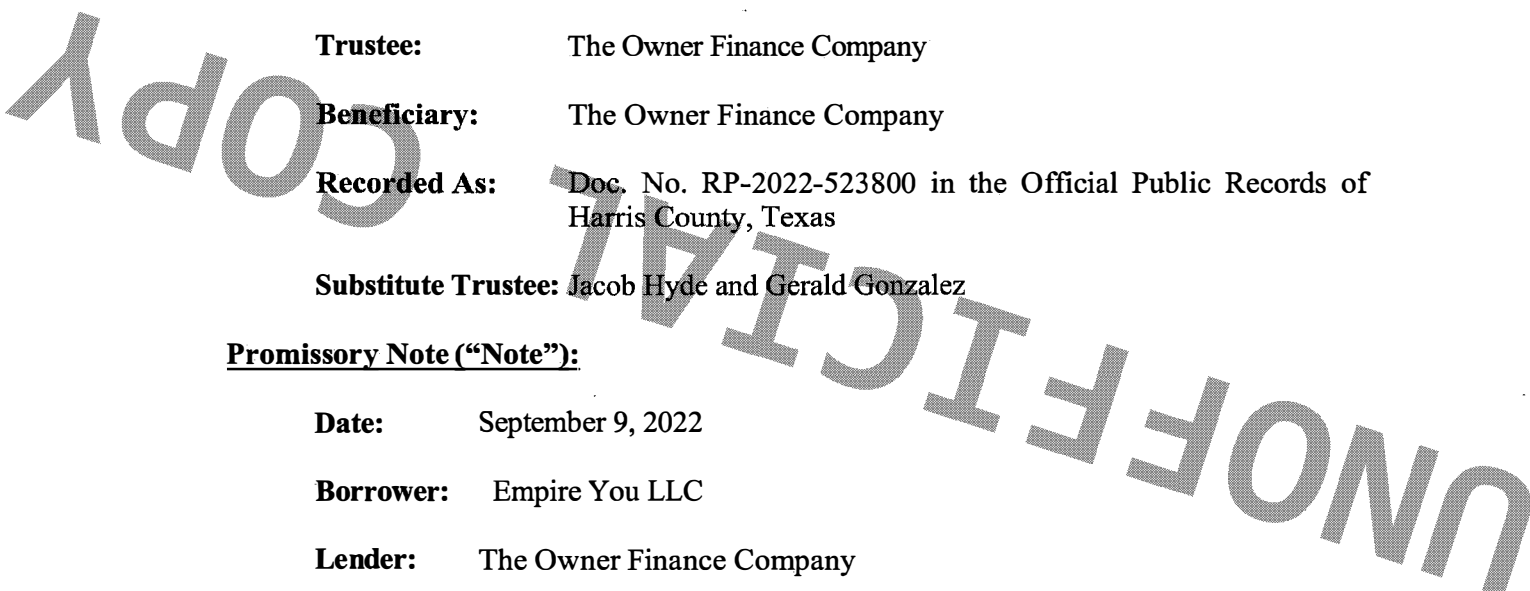 Trustee: The Owner Finance Company
Beneficiary: The Owner Finance Company
Recorded As: Doc. No. RP-2022-523800 in the Official Public Records of
Harris County, Texas
Substitute Trustee: Jacob Hyde and Gerald Gonzalez
Promissory Note (“Note”):
Date: September 9, 2022
Borrower: Empire You LLC
Lender: The Owner Finance Company
UNOFFICIAL COPY